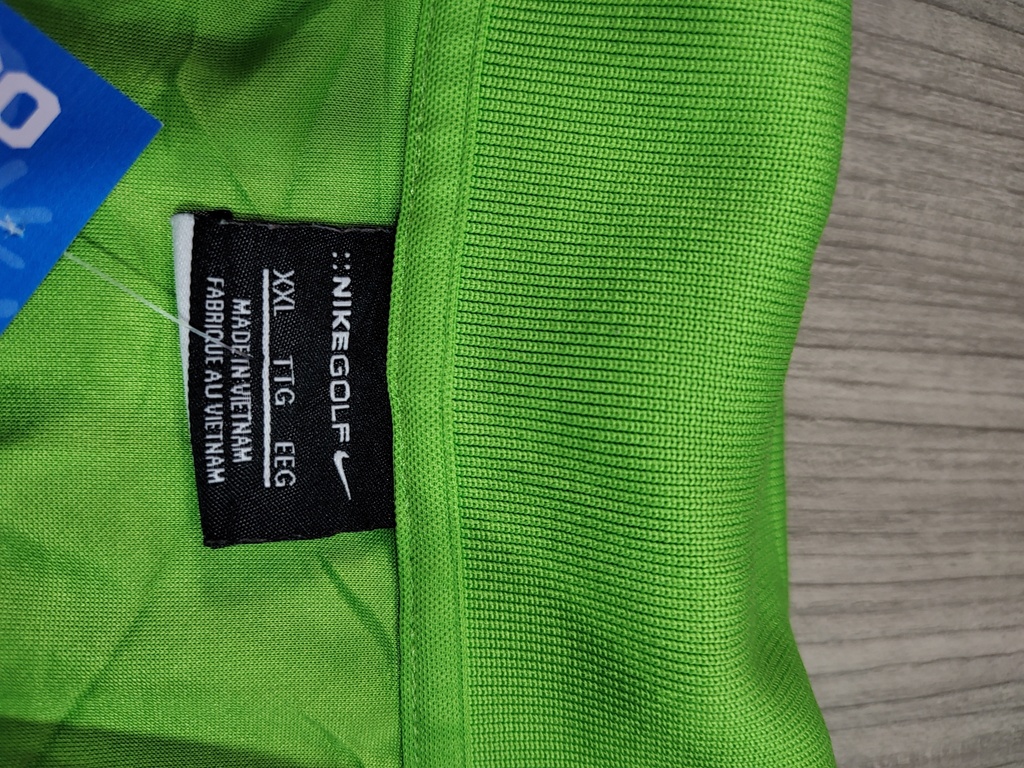 NIKEGOLF
XXL TTG EEG
MADE IN VIETNAM
FABRIQUE AU VIETNAM